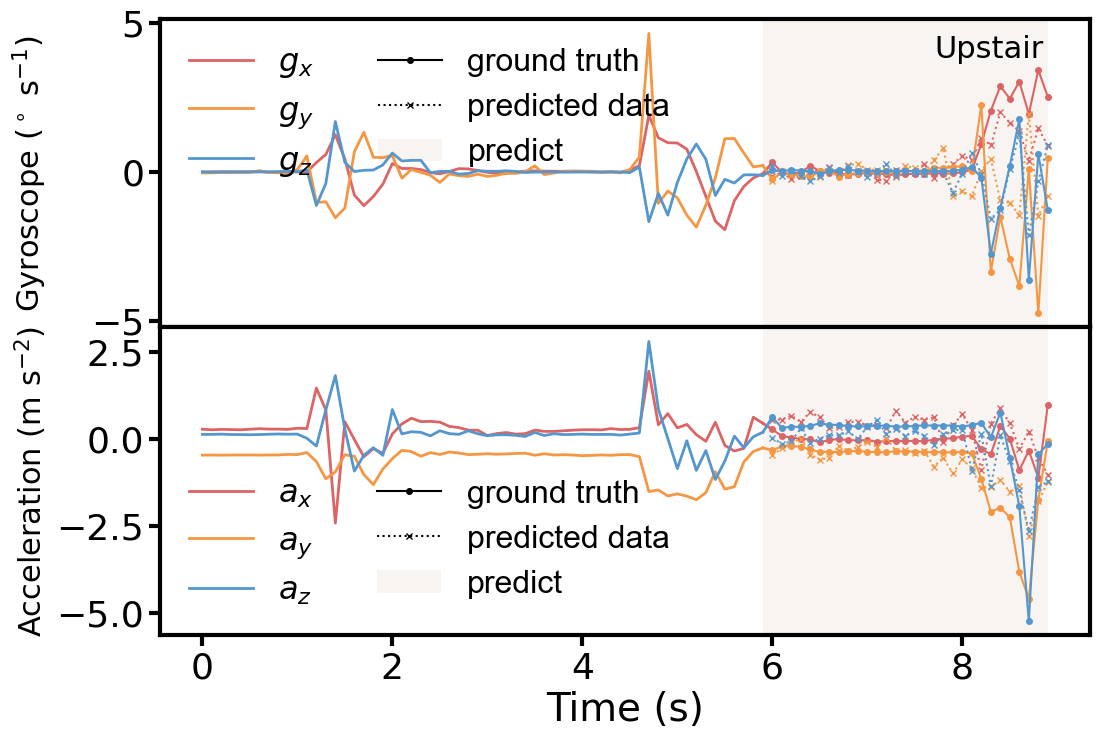 Gyroscope (° s⁻¹)
5
0
−5
g_x
g_y
g_z
ground truth
predicted data
predict
Upstair
Acceleration (m s⁻²)
2.5
0.0
−2.5
−5.0
a_x
a_y
a_z
ground truth
predicted data
predict
0 2 4 6 8
Time (s)